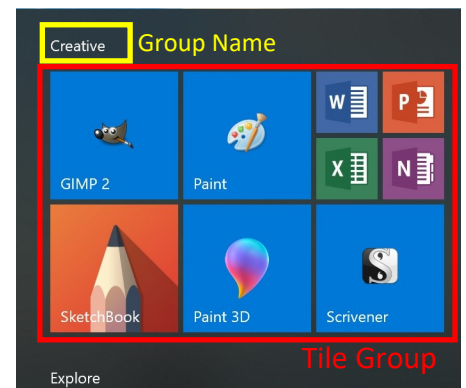 Creative Group Name
W P
GIMP 2 Paint X N
SketchBook Paint 3D Scrivener
Tile Group
Explore